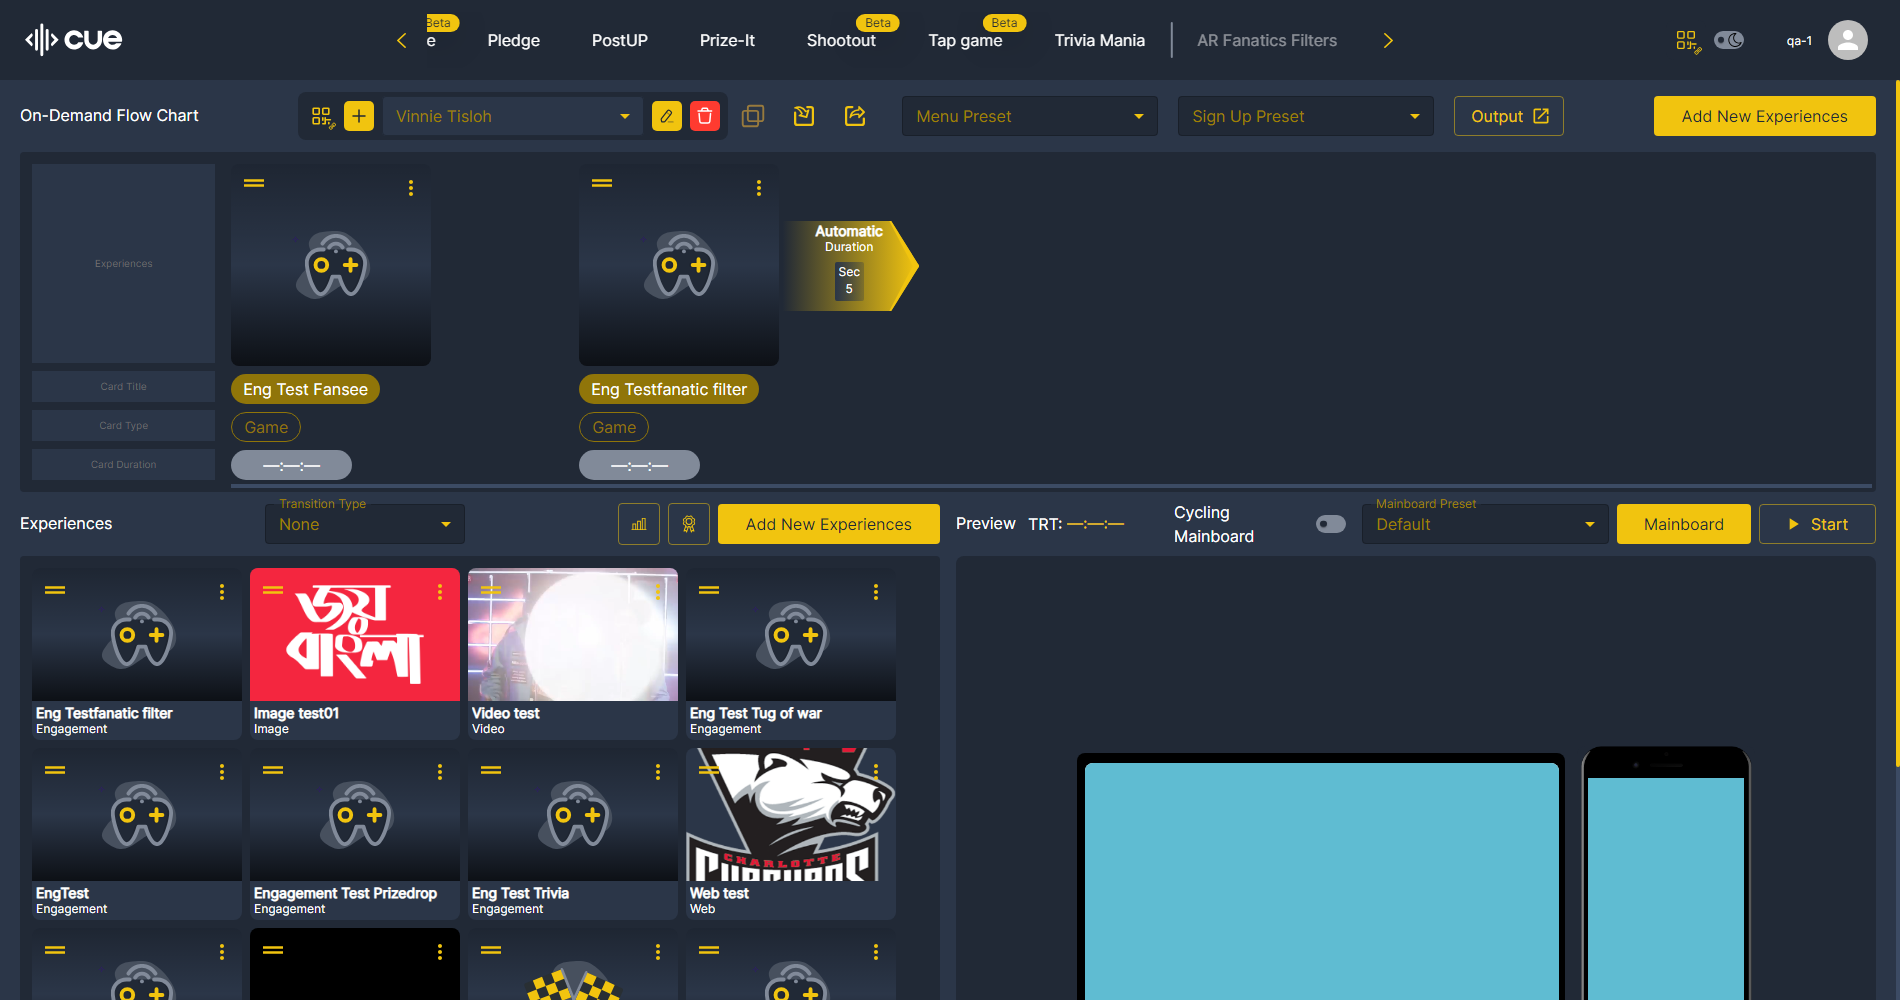 cue
Beta
e
Pledge
PostUP
Prize-It
Beta
Shootout
Beta
Tap game
Trivia Mania
AR Fanatics Filters
qa-1
On-Demand Flow Chart
Vinnie Tisloh
Menu Preset
Sign Up Preset
Output
Add New Experiences
Experiences
Automatic
Duration
Sec
5
Card Title
Eng Test Fansee
Eng Testfanatic filter
Card Type
Game
Game
Card Duration
—:—:—
—:—:—
Experiences
Transition Type
None
Add New Experiences
Preview
TRT: —:—:—
Cycling
Mainboard
Mainboard Preset
Default
Mainboard
Start
জয়
বাংলা
Eng Testfanatic filter
Engagement
Image test01
Image
Video test
Video
Eng Test Tug of war
Engagement
CHARLOTTE
EngTest
Engagement
Engagement Test Prizedrop
Engagement
Eng Test Trivia
Engagement
Web test
Web